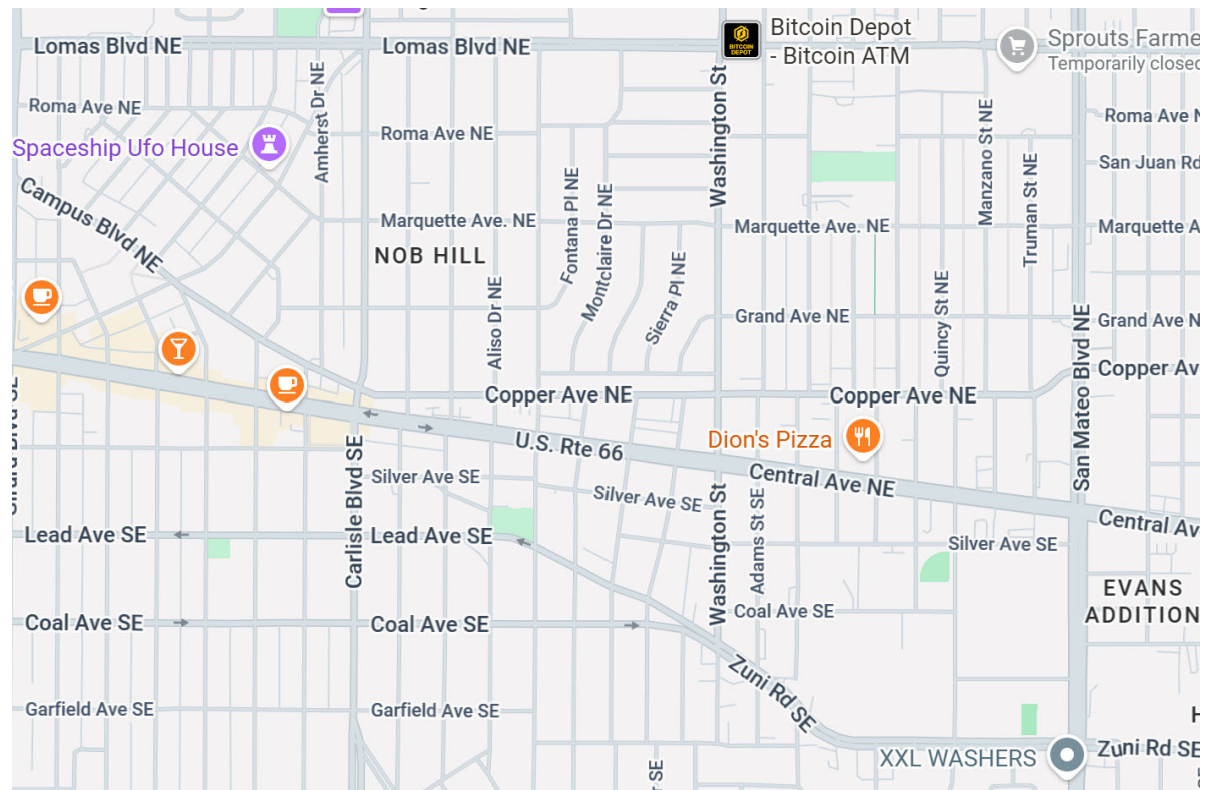 Lomas Blvd NE
Lomas Blvd NE
BITCOIN
DEPOT
Bitcoin Depot
- Bitcoin ATM
Sprouts Farme
Temporarily closed
Roma Ave NE
Amherst Dr NE
Roma Ave NE
Washington St
Manzano St NE
Roma Ave N
Spaceship Ufo House
San Juan Rd
Truman St NE
Campus Blvd NE
Marquette Ave. NE
Fontana Pl NE
Montclaire Dr NE
Marquette Ave. NE
Marquette A
NOB HILL
Sierra Pl NE
Aliso Dr NE
Grand Ave NE
Quincy St NE
San Mateo Blvd NE
Grand Ave N
Copper Av
Copper Ave NE
Copper Ave NE
U.S. Rte 66
Dion's Pizza
Carlisle Blvd SE
Silver Ave SE
Silver Ave SE
Central Ave NE
Washington St
Adams St SE
Central Av
Lead Ave SE
Lead Ave SE
Silver Ave SE
EVANS
ADDITION
Coal Ave SE
Coal Ave SE
Coal Ave SE
Zuni Rd SE
Garfield Ave SE
Garfield Ave SE
H
XXL WASHERS
Zuni Rd SE
SE